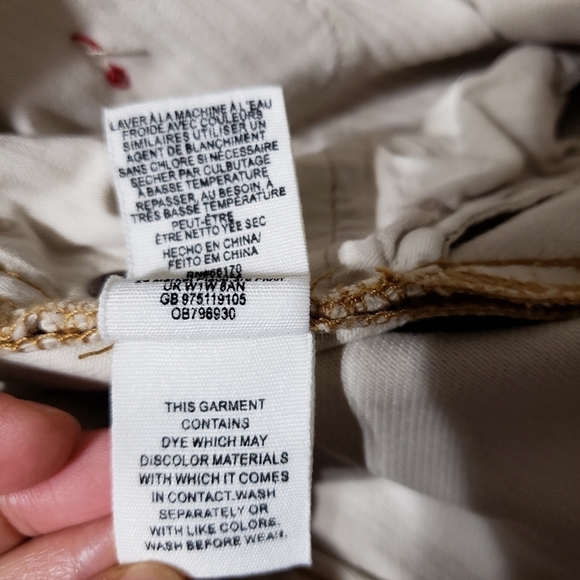 LAVER À LA MACHINE À L'EAU
FROIDE AVEC COULEURS
SIMILAIRES UTILISER UN
AGENT DE BLANCHIMENT
SANS CHLORE SI NÉCESSAIRE
SECHER PAR CULBUTAGE
À BASSE TEMPÉRATURE
REPASSER, AU BESOIN, À
TRÈS BASSE TEMPÉRATURE
PEUT-ÊTRE
ÊTRE NETTOYÉE SEC
HECHO EN CHINA/
FEITO EM CHINA
UK W1W 8AN
GB 975119105
OB798930
THIS GARMENT
CONTAINS
DYE WHICH MAY
DISCOLOR MATERIALS
WITH WHICH IT COMES
IN CONTACT.WASH
SEPARATELY OR
WITH LIKE COLORS.
WASH BEFORE WEAR.